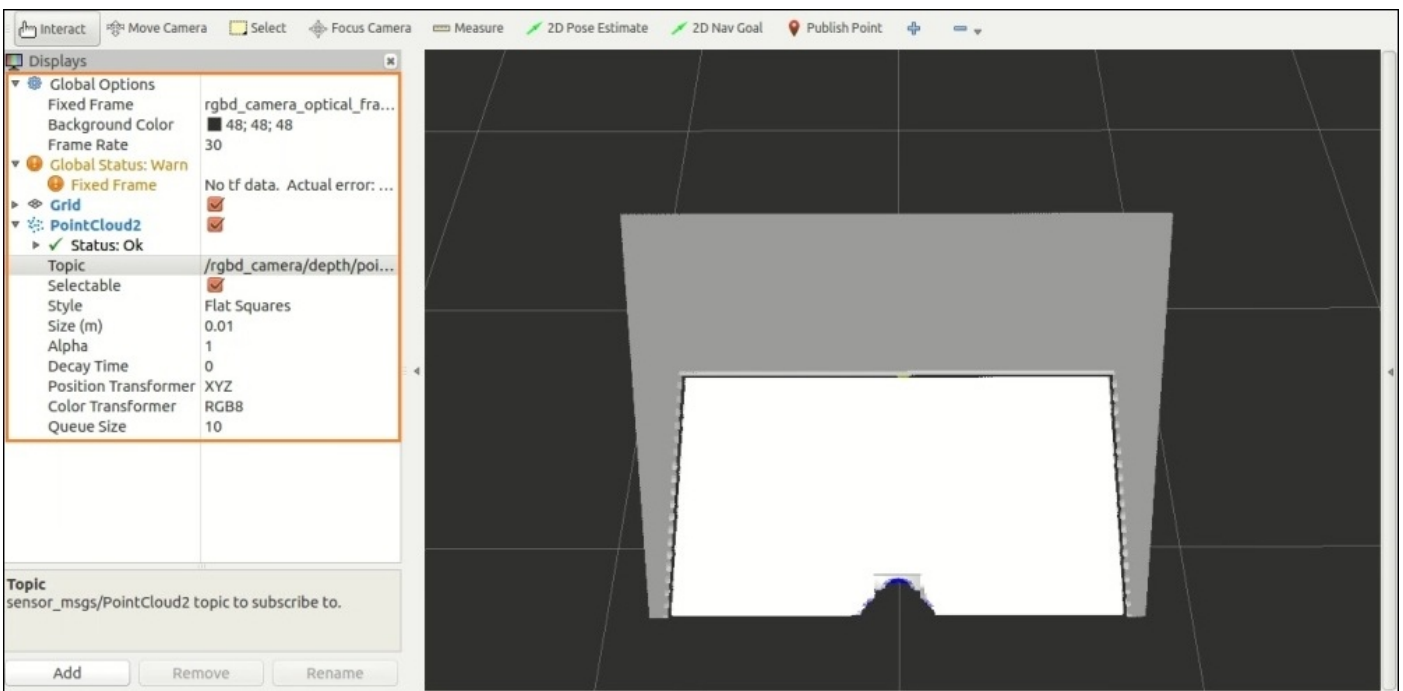 Interact Move Camera Select Focus Camera Measure 2D Pose Estimate 2D Nav Goal Publish Point
Displays
Global Options
Fixed Frame rgbd_camera_optical_fra...
Background Color 48; 48; 48
Frame Rate 30
Global Status: Warn
Fixed Frame No tf data. Actual error: ...
Grid
PointCloud2
Status: Ok
Topic /rgbd_camera/depth/poi...
Selectable
Style Flat Squares
Size (m) 0.01
Alpha 1
Decay Time 0
Position Transformer XYZ
Color Transformer RGB8
Queue Size 10
Topic
sensor_msgs/PointCloud2 topic to subscribe to.
Add Remove Rename